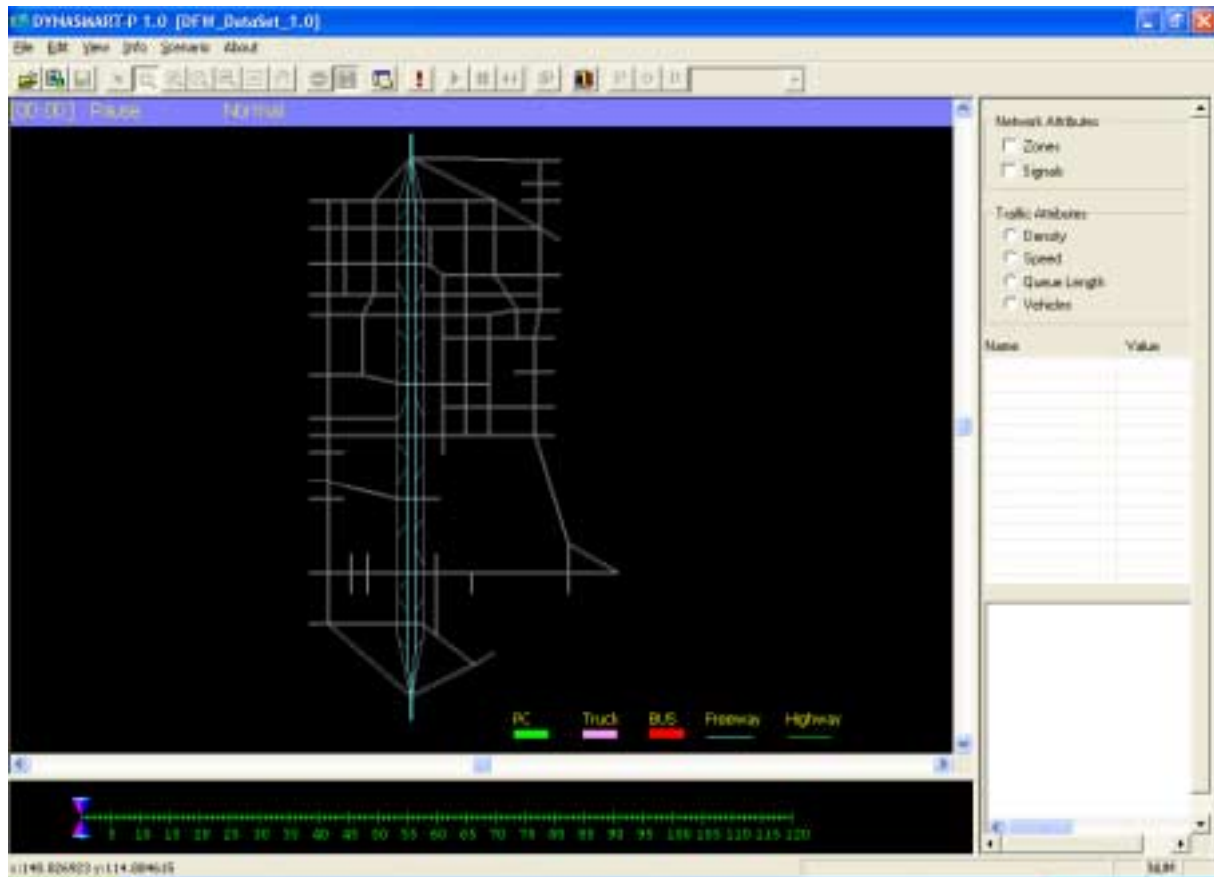 DYNASMART-P 1.0 [DFW_DataSet_1.0]
File Edit View Info Scenario About
[00:00] Pause Normal
Network Attributes
Zones
Signals
Traffic Attributes
Density
Speed
Queue Length
Vehicles
Name Value
PC Truck BUS Freeway Highway
5 10 15 20 25 30 35 40 45 50 55 60 65 70 75 80 85 90 95 100 105 110 115 120
NUM